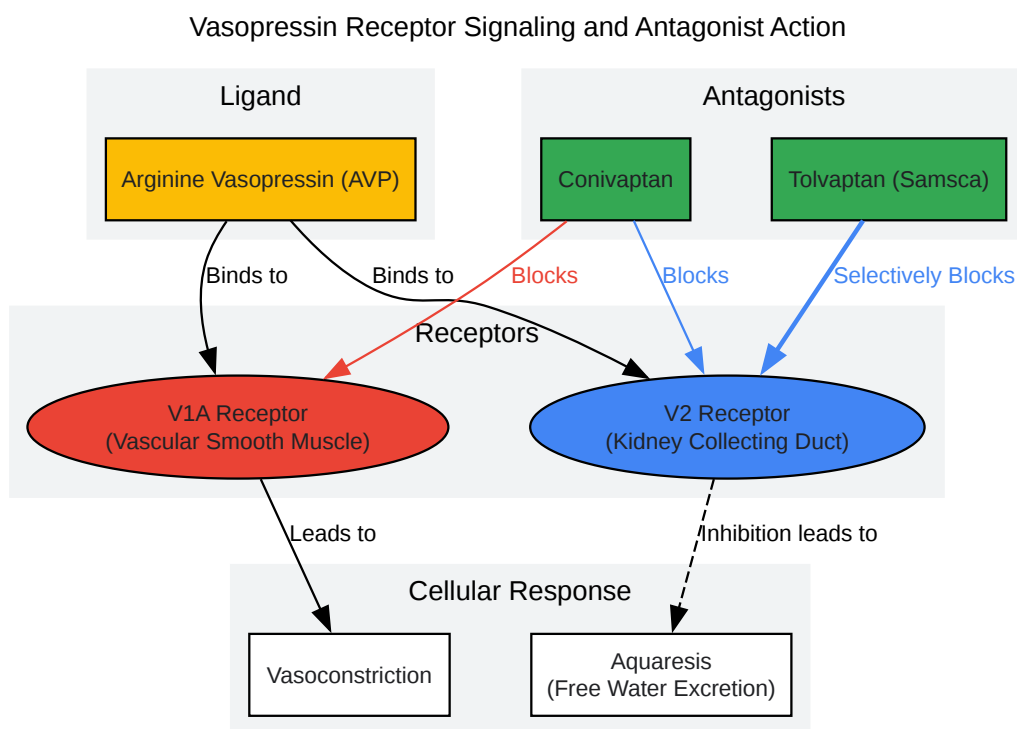 Vasopressin Receptor Signaling and Antagonist Action
Ligand
Antagonists
Arginine Vasopressin (AVP)
Conivaptan
Tolvaptan (Samsca)
Binds to
Binds to
Blocks
Blocks
Selectively Blocks
Receptors
V1A Receptor
(Vascular Smooth Muscle)
V2 Receptor
(Kidney Collecting Duct)
Leads to
Inhibition leads to
Cellular Response
Vasoconstriction
Aquaresis
(Free Water Excretion)